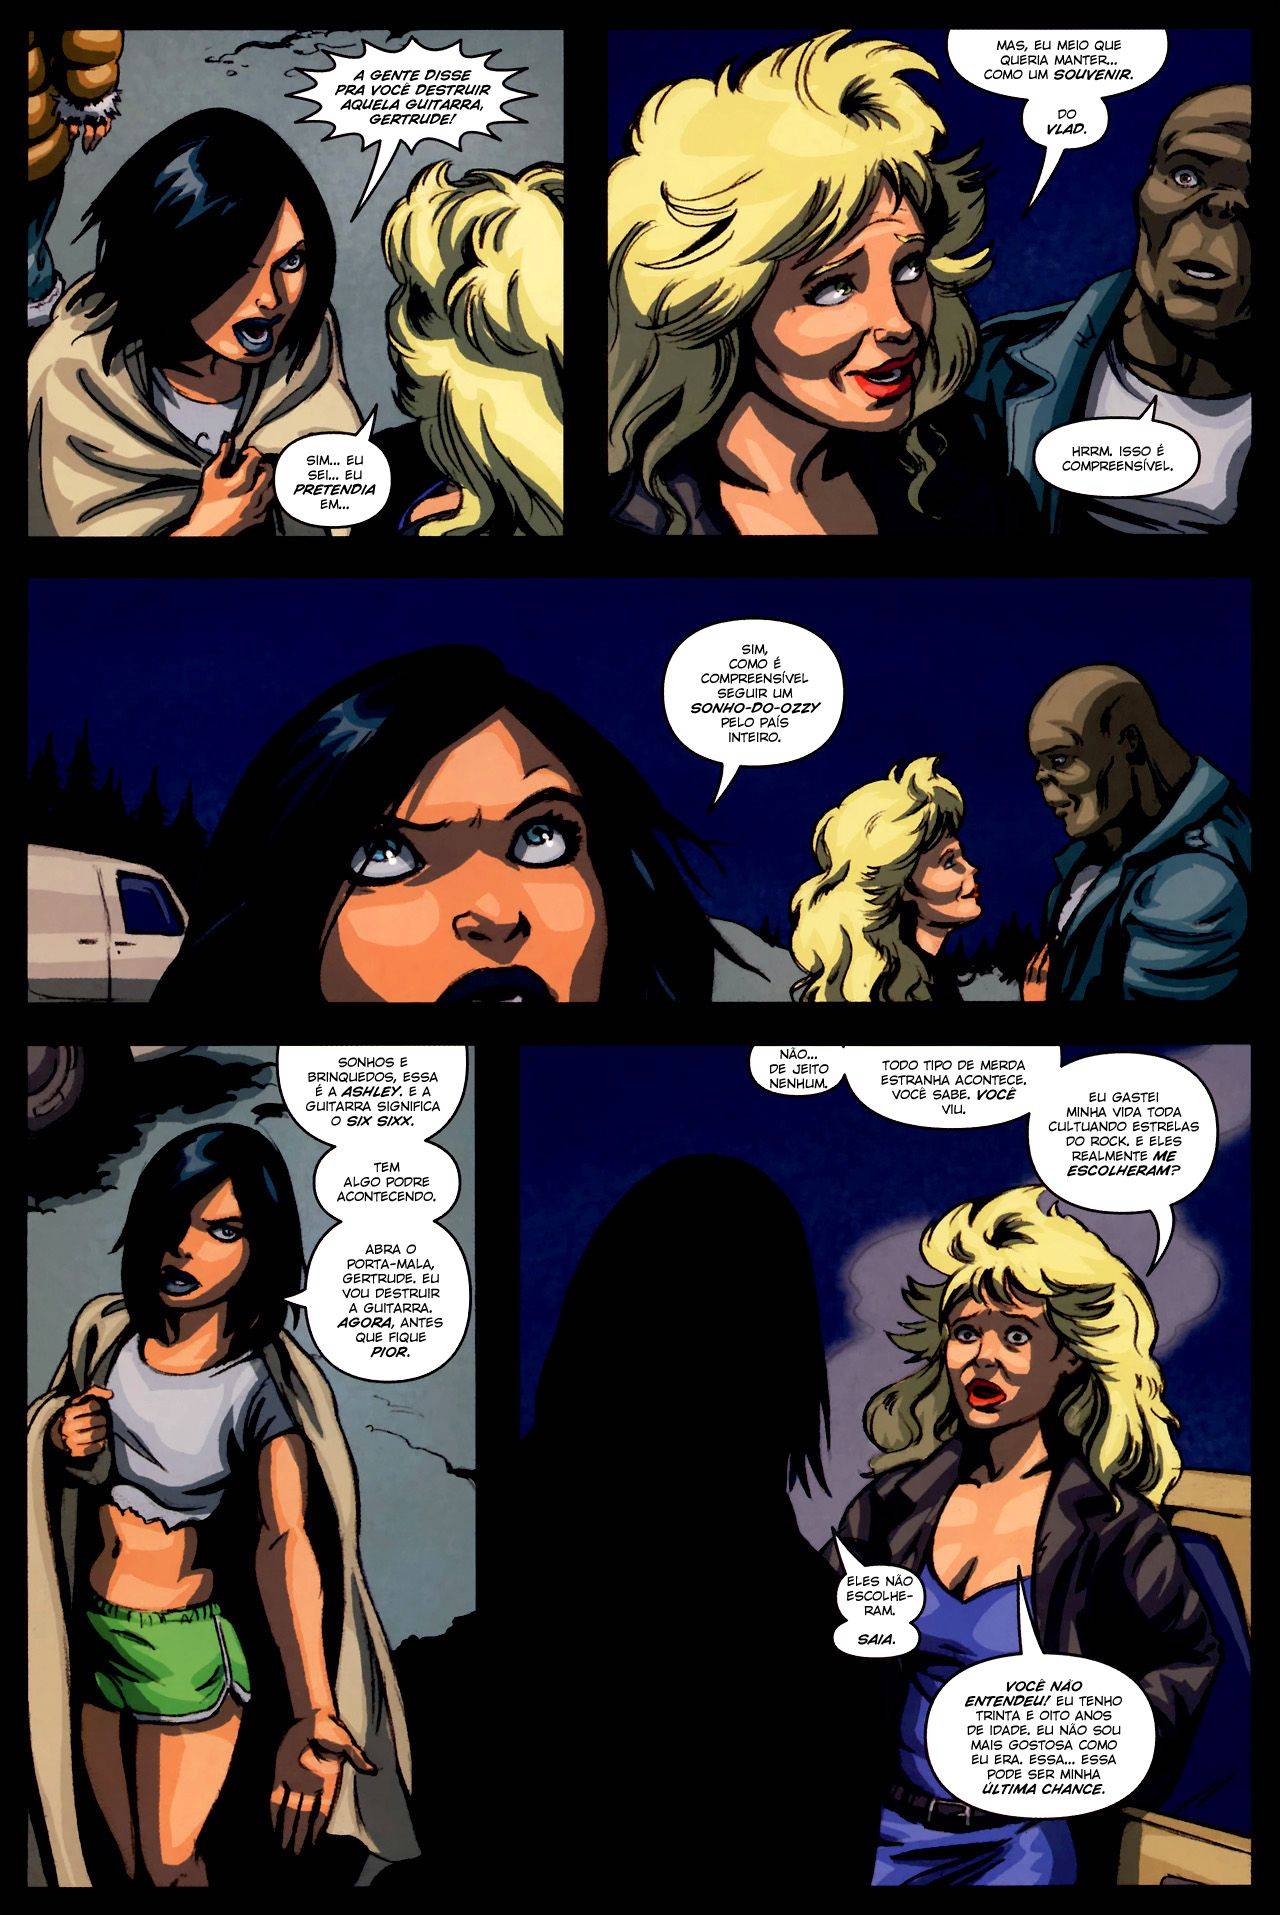 A GENTE DISSE
PRA VOCÊ DESTRUIR
AQUELA GUITARRA,
GERTRUDE!
SIM... EU
SEI... EU
PRETENDIA
EM...
MAS, EU MEIO QUE
QUERIA MANTER...
COMO UM SOUVENIR.
DO
VLAD.
HRRM. ISSO É
COMPREENSÍVEL.
SIM,
COMO É
COMPREENSÍVEL
SEGUIR UM
SONHO-DO-OZZY
PELO PAÍS
INTEIRO.
SONHOS E
BRINQUEDOS, ESSA
É A ASHLEY. E A
GUITARRA SIGNIFICA
O SIX SIXX.
TEM
ALGO PODRE
ACONTECENDO.
ABRA O
PORTA-MALA,
GERTRUDE. EU
VOU DESTRUIR
A GUITARRA.
AGORA, ANTES
QUE FIQUE
PIOR.
NÃO...
DE JEITO
NENHUM.
TODO TIPO DE MERDA
ESTRANHA ACONTECE.
VOCÊ SABE. VOCÊ
VIU.
EU GASTEI
MINHA VIDA TODA
CULTUANDO ESTRELAS
DO ROCK. E ELES
REALMENTE ME
ESCOLHERAM?
ELES NÃO
ESCOLHE-
RAM.
SAIA.
VOCÊ NÃO
ENTENDEU! EU TENHO
TRINTA E OITO ANOS
DE IDADE. EU NÃO SOU
MAIS GOSTOSA COMO
EU ERA. ESSA... ESSA
PODE SER MINHA
ÚLTIMA CHANCE.